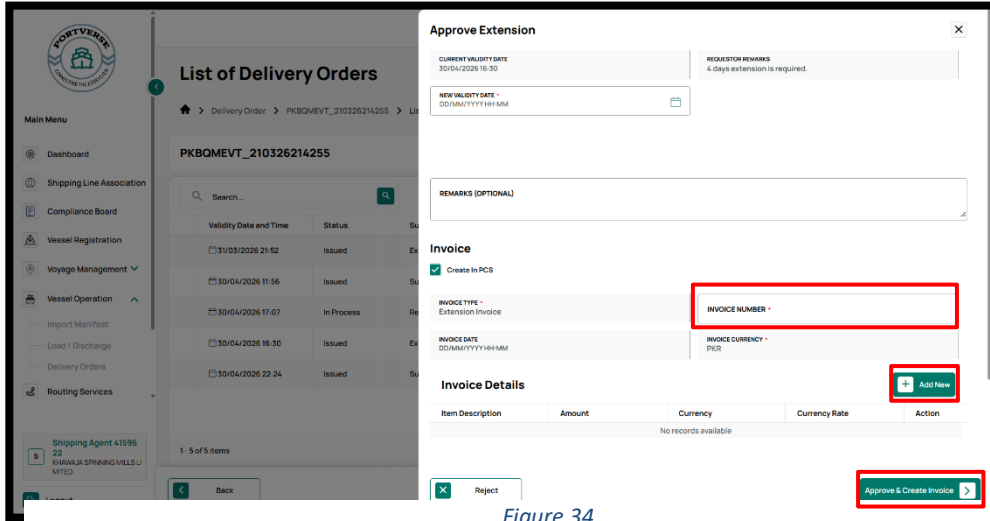 PORTVERSE
CONNECTING THE ECOSYSTEM
Main Menu
Dashboard
Shipping Line Association
Compliance Board
Vessel Registration
Voyage Management
Vessel Operation
Import Manifest
Load / Discharge
Delivery Orders
Routing Services
S
Shipping Agent 41596
22
KHAWAJA SPINNING MILLS LI
MITED
List of Delivery Orders
Delivery Order > PKBQMEVT_210326214255 >
PKBQMEVT_210326214255
Search...
Validity Date and Time Status
31/03/2026 21:52 Issued
30/04/2026 11:56 Issued
30/04/2026 17:07 In Process
30/04/2026 16:30 Issued
30/04/2026 22:24 Issued
1 - 5 of 5 items
Back
Approve Extension
CURRENT VALIDITY DATE
30/04/2026 16:30
REQUESTOR REMARKS
4 days extension is required.
NEW VALIDITY DATE *
DD/MM/YYYY HH:MM
REMARKS (OPTIONAL)
Invoice
Create In PCS
INVOICE TYPE *
Extension Invoice
INVOICE NUMBER *
INVOICE DATE
DD/MM/YYYY HH:MM
INVOICE CURRENCY *
PKR
Invoice Details
+ Add New
Item Description Amount Currency Currency Rate Action
No records available
Reject
Approve & Create Invoice >
Figure 34